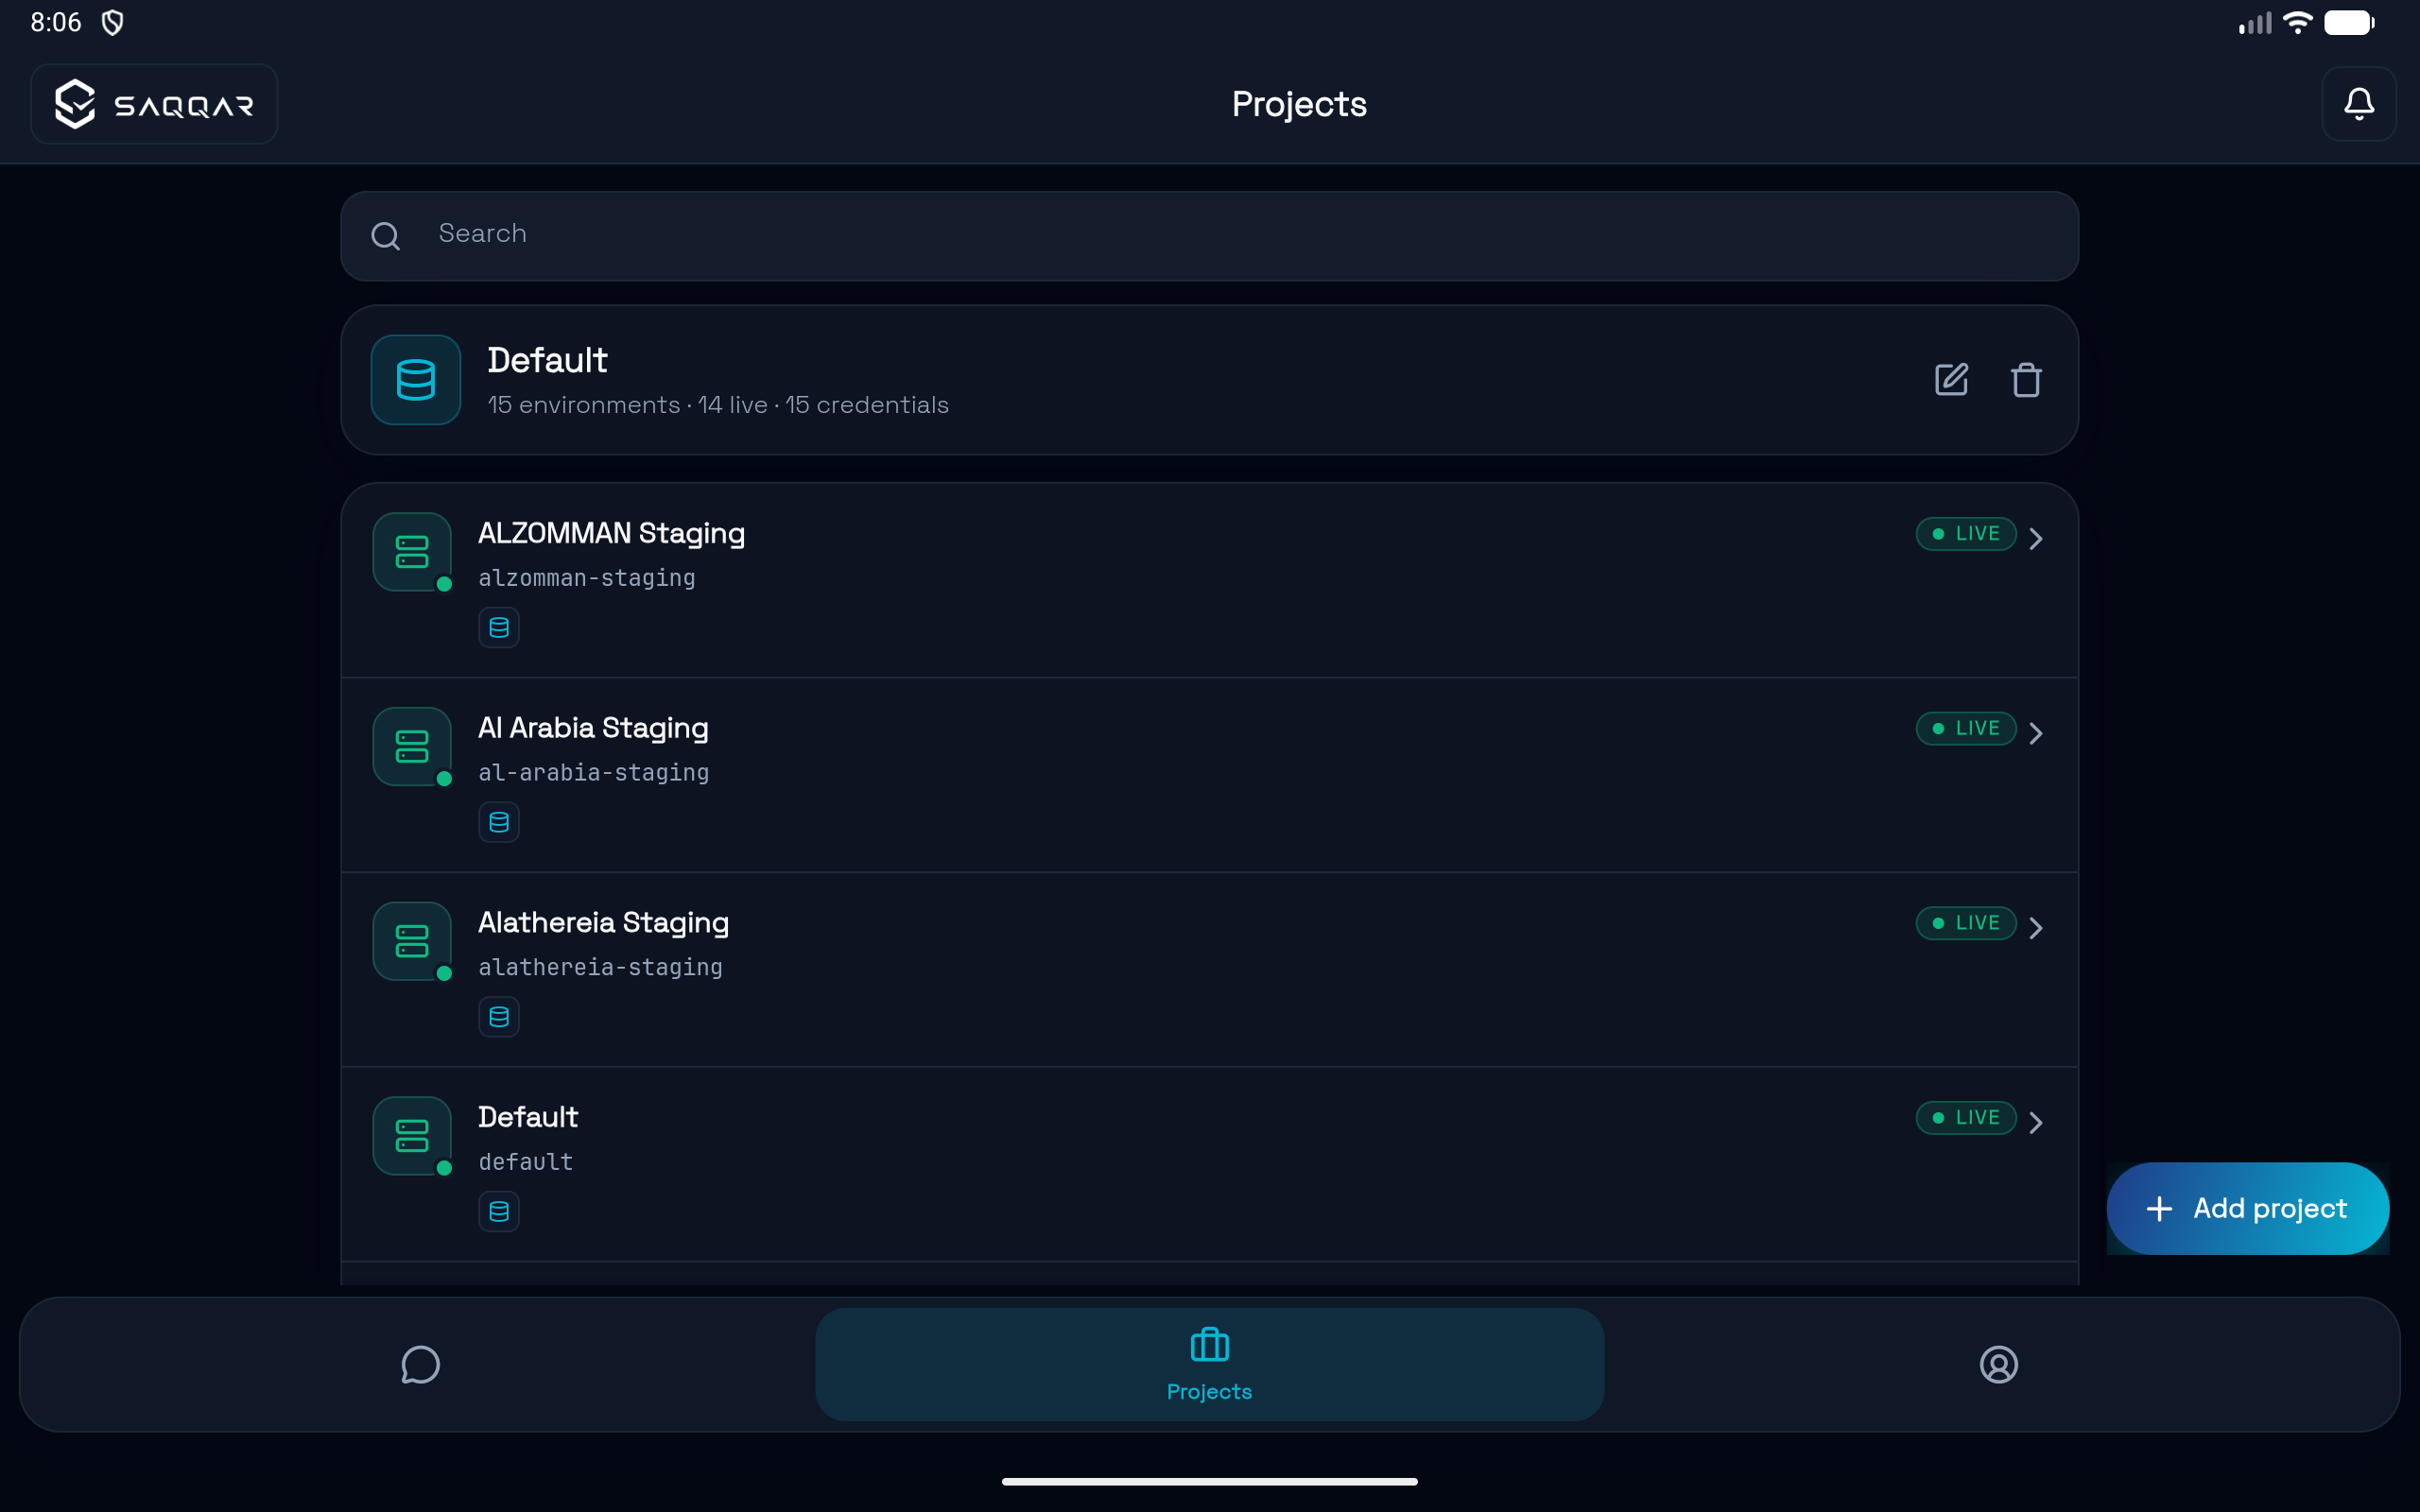 8:06
SAQQAR
Projects
Search
Default
15 environments · 14 live · 15 credentials
ALZOMMAN Staging
LIVE
alzomman-staging
Al Arabia Staging
LIVE
al-arabia-staging
Alathereia Staging
LIVE
alathereia-staging
Default
LIVE
default
Add project
Projects